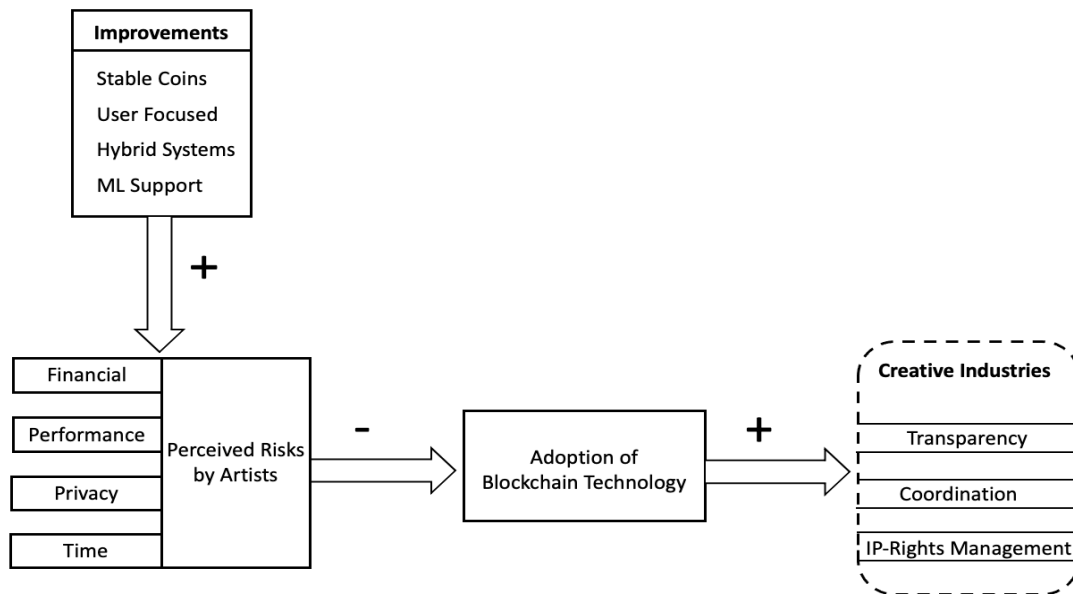 Improvements
Stable Coins
User Focused
Hybrid Systems
ML Support
+
Financial
Performance
Privacy
Time
Perceived Risks
by Artists
-
Adoption of
Blockchain Technology
+
Creative Industries
Transparency
Coordination
IP-Rights Management